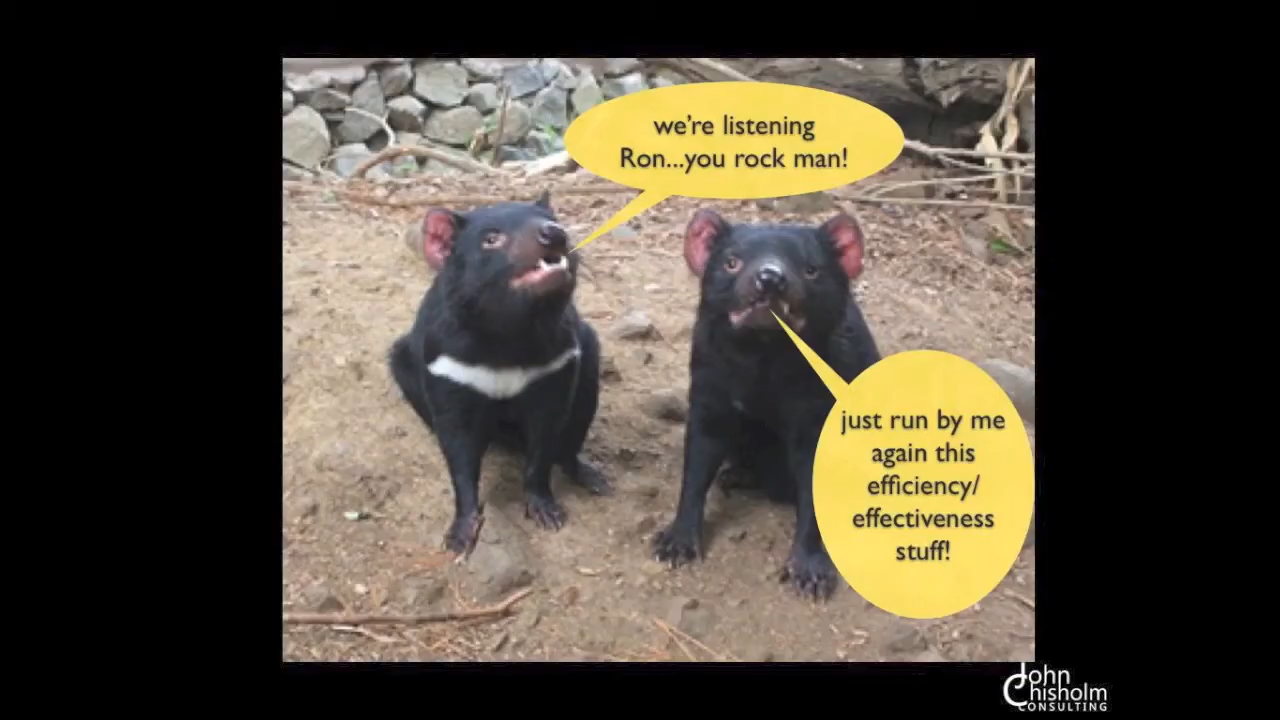 we're listening
Ron...you rock man!
just run by me
again this
efficiency/
effectiveness
stuff!
John
Chisholm
CONSULTING